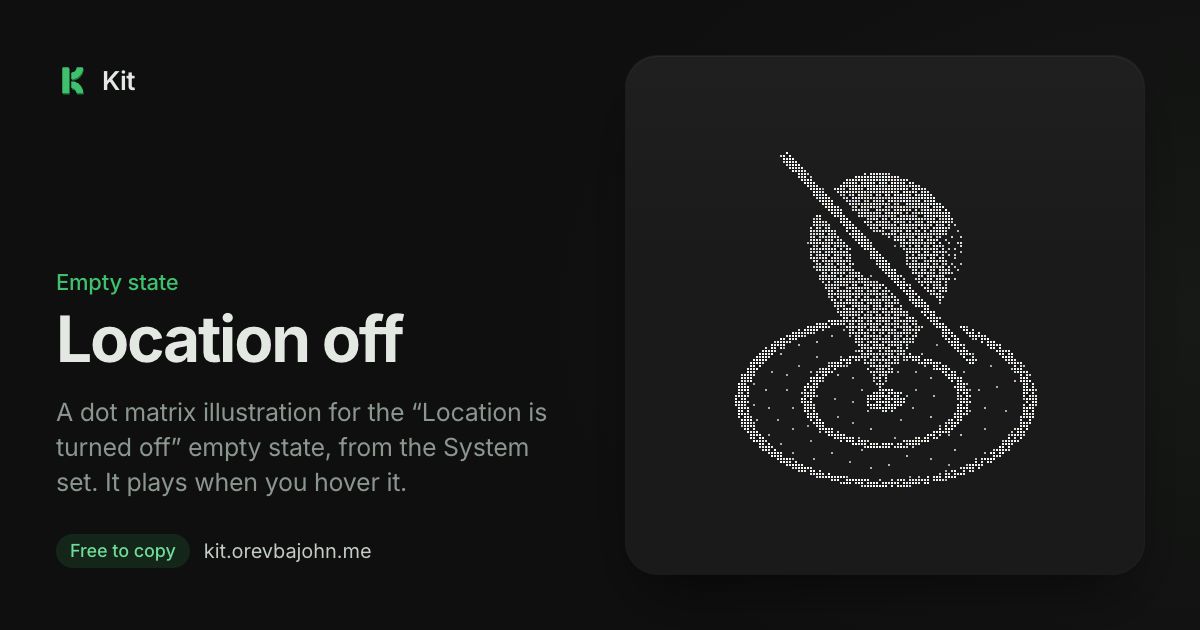 Kit
Empty state
Location off
A dot matrix illustration for the “Location is
turned off” empty state, from the System
set. It plays when you hover it.
Free to copy
kit.orevbajohn.me